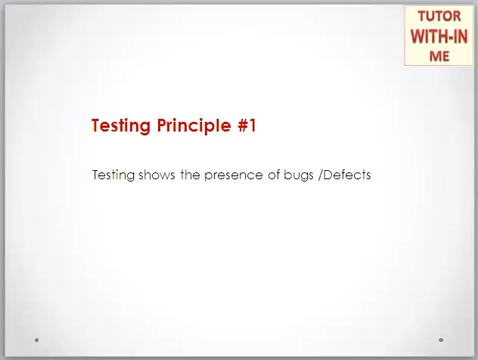 TUTOR
WITH-IN
ME
Testing Principle #1
Testing shows the presence of bugs /Defects